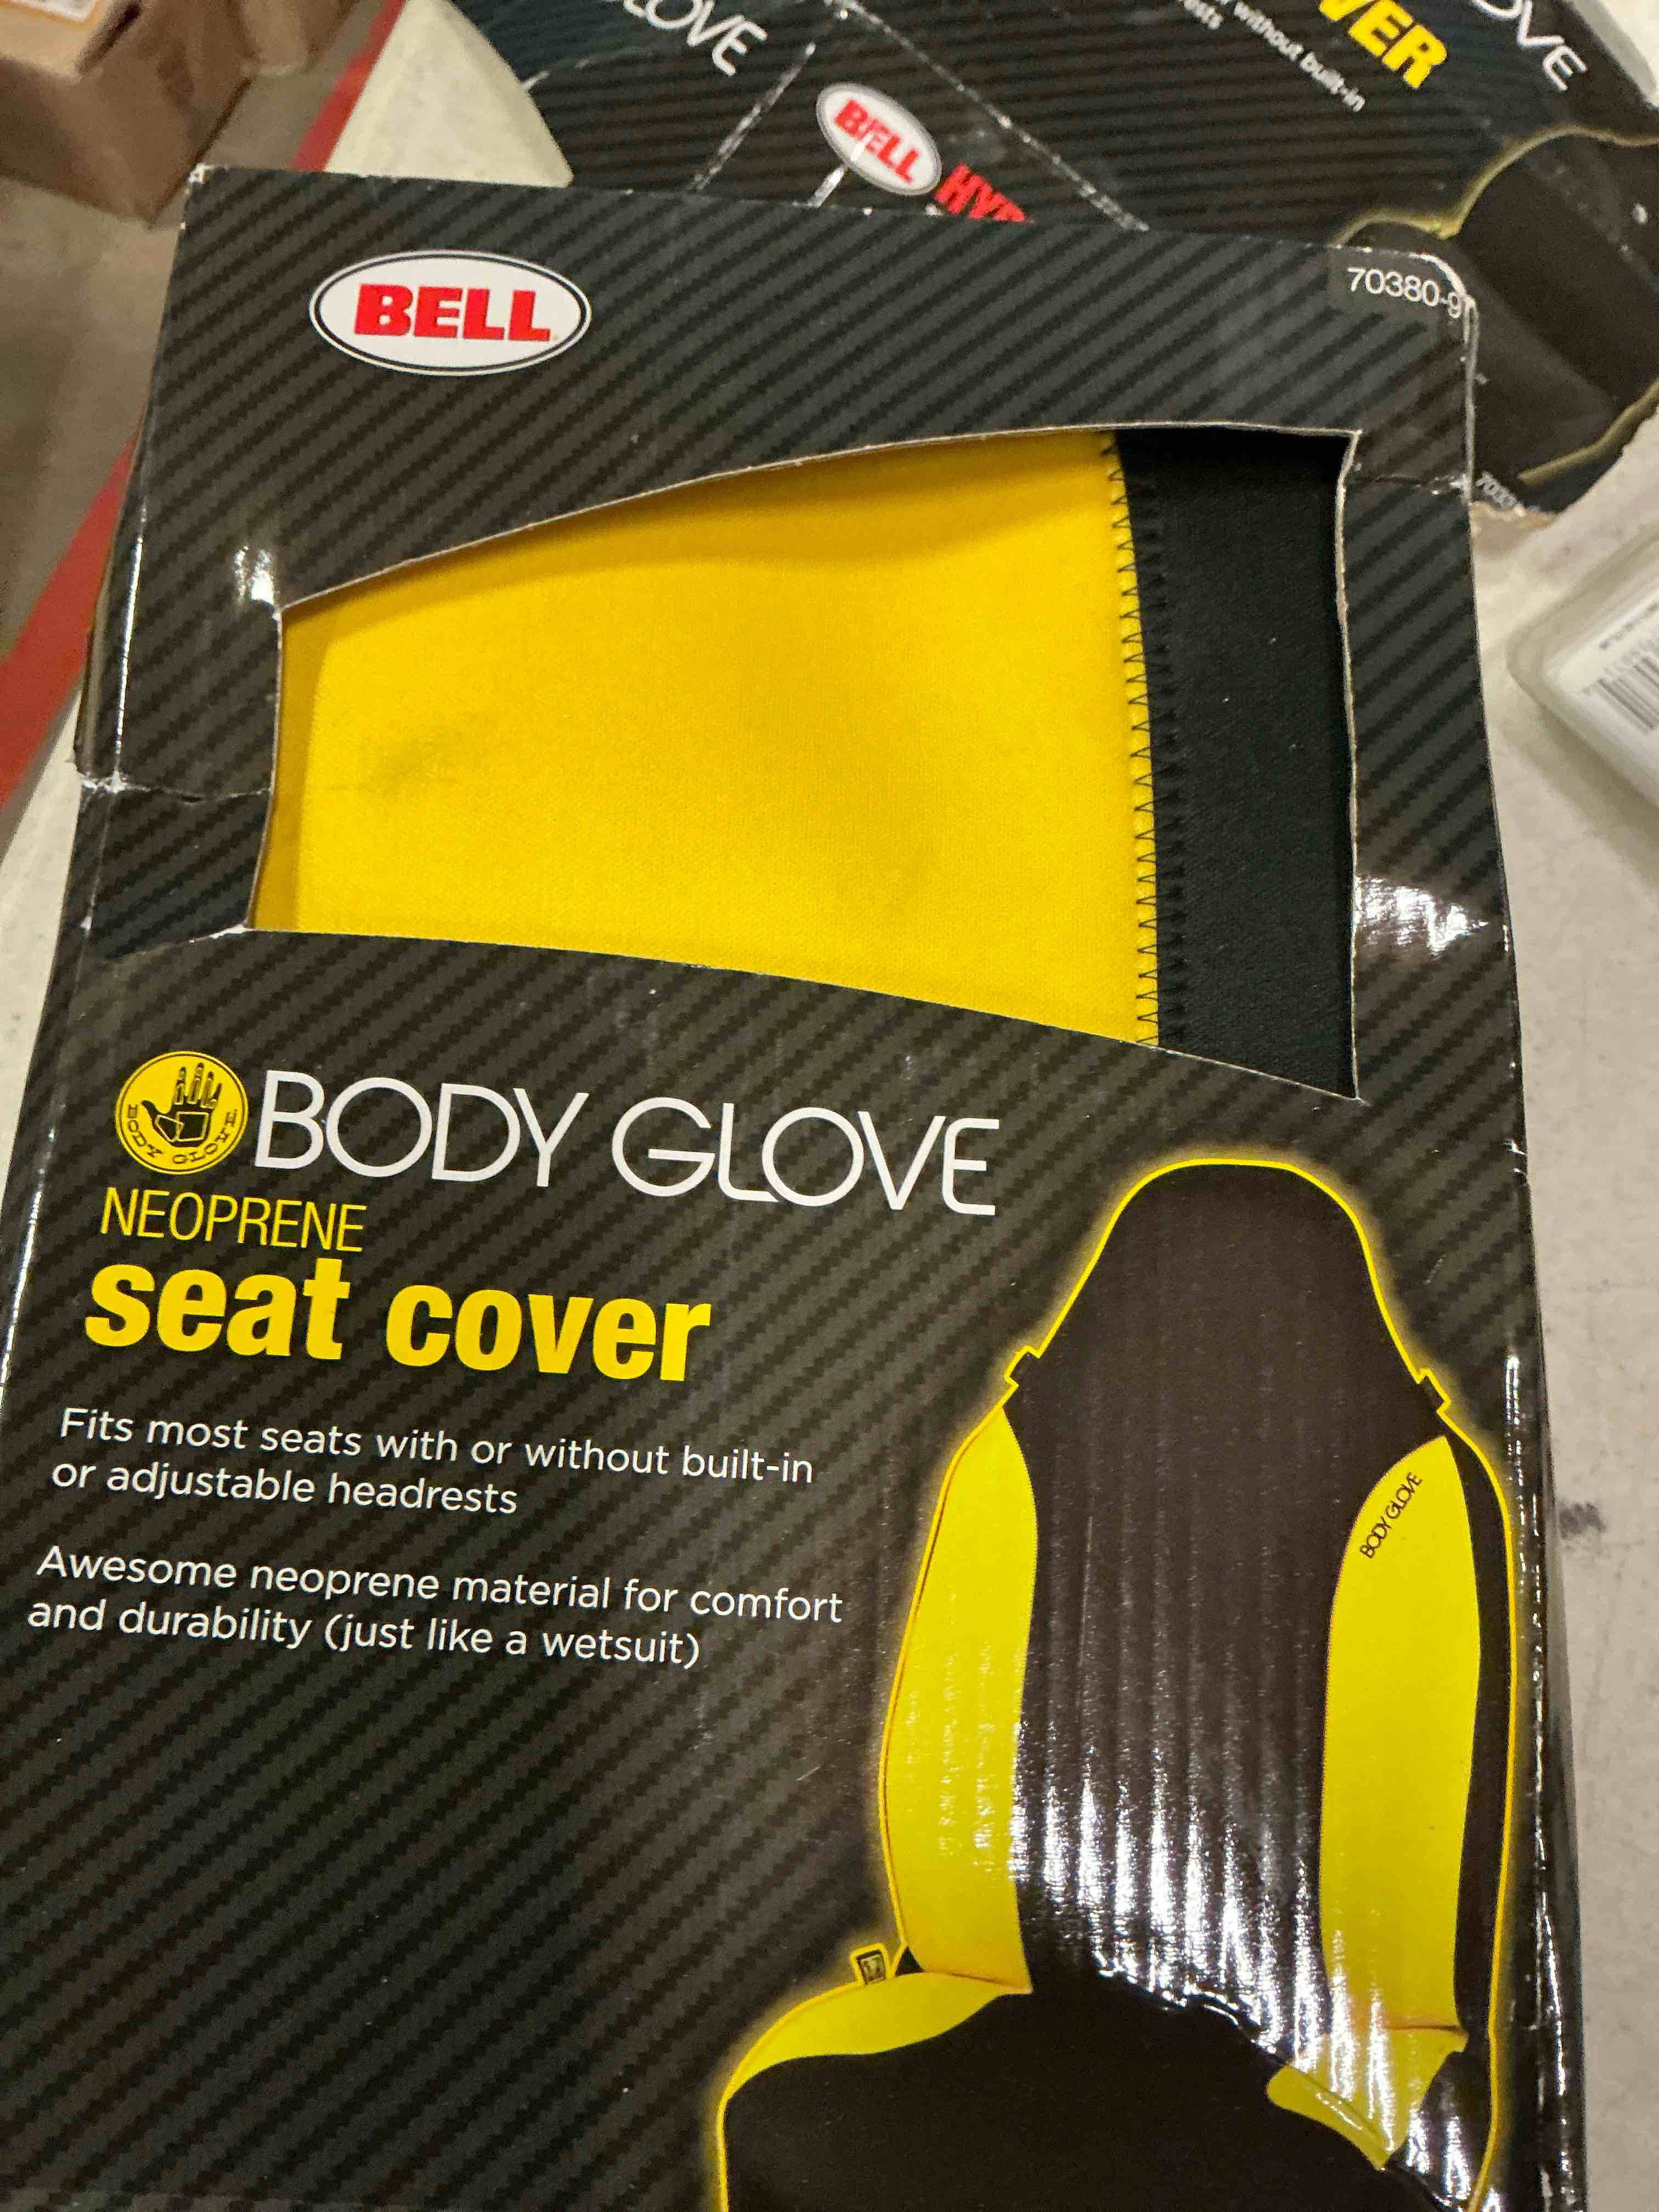 LOVE
VER
without built-in
BELL
BELL
70380-9
BODY GLOVE
BODY GLOVE
NEOPRENE
seat cover
Fits most seats with or without built-in
or adjustable headrests
Awesome neoprene material for comfort
and durability (just like a wetsuit)
BODY GLOVE